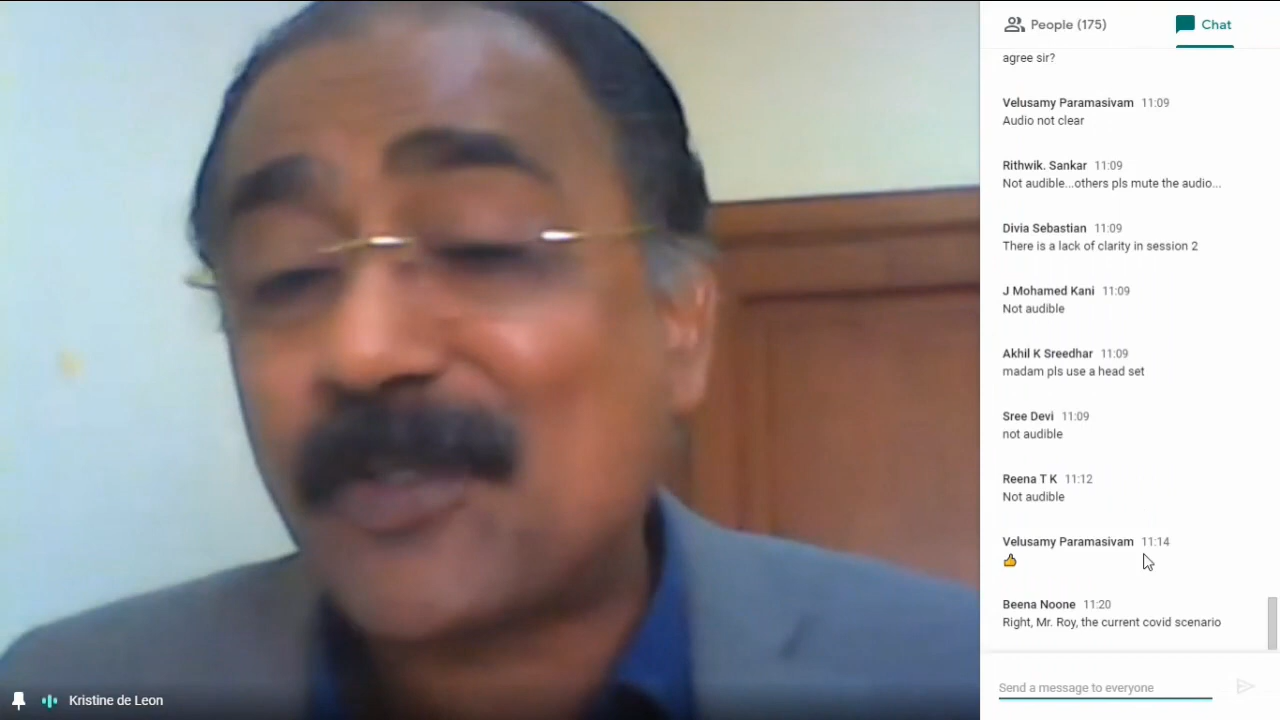 People (175)
Chat
agree sir?
Velusamy Paramasivam 11:09
Audio not clear
Rithwik. Sankar 11:09
Not audible...others pls mute the audio...
Divia Sebastian 11:09
There is a lack of clarity in session 2
J Mohamed Kani 11:09
Not audible
Akhil K Sreedhar 11:09
madam pls use a head set
Sree Devi 11:09
not audible
Reena T K 11:12
Not audible
Velusamy Paramasivam 11:14
👍
Beena Noone 11:20
Right, Mr. Roy, the current covid scenario
Send a message to everyone
Kristine de Leon